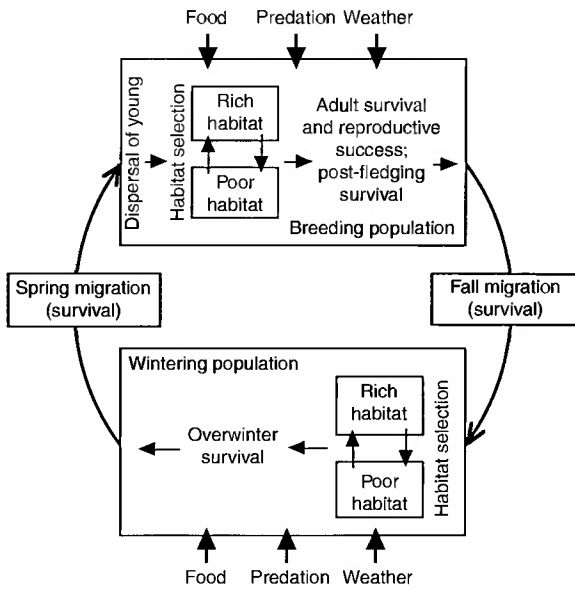 Food Predation Weather
Dispersal of young
Habitat selection
Rich
habitat
Poor
habitat
Adult survival
and reproductive
success;
post-fledging
survival
Breeding population
Spring migration
(survival)
Fall migration
(survival)
Wintering population
Overwinter
survival
Rich
habitat
Poor
habitat
Habitat selection
Food Predation Weather